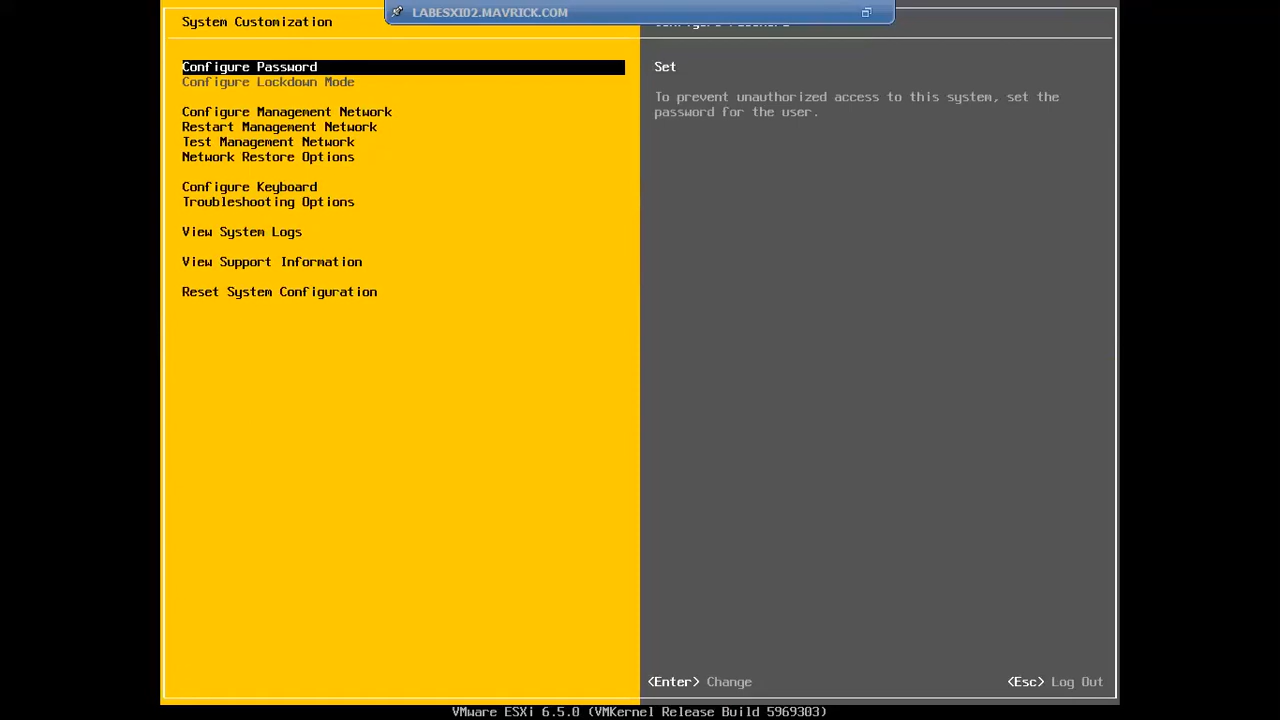 LABESXI02.MAVRICK.COM
System Customization
Configure Password
Configure Lockdown Mode
Configure Management Network
Restart Management Network
Test Management Network
Network Restore Options
Configure Keyboard
Troubleshooting Options
View System Logs
View Support Information
Reset System Configuration
Set
To prevent unauthorized access to this system, set the
password for the user.
<Enter> Change
<Esc> Log Out
VMware ESXi 6.5.0 (VMKernel Release Build 5969303)